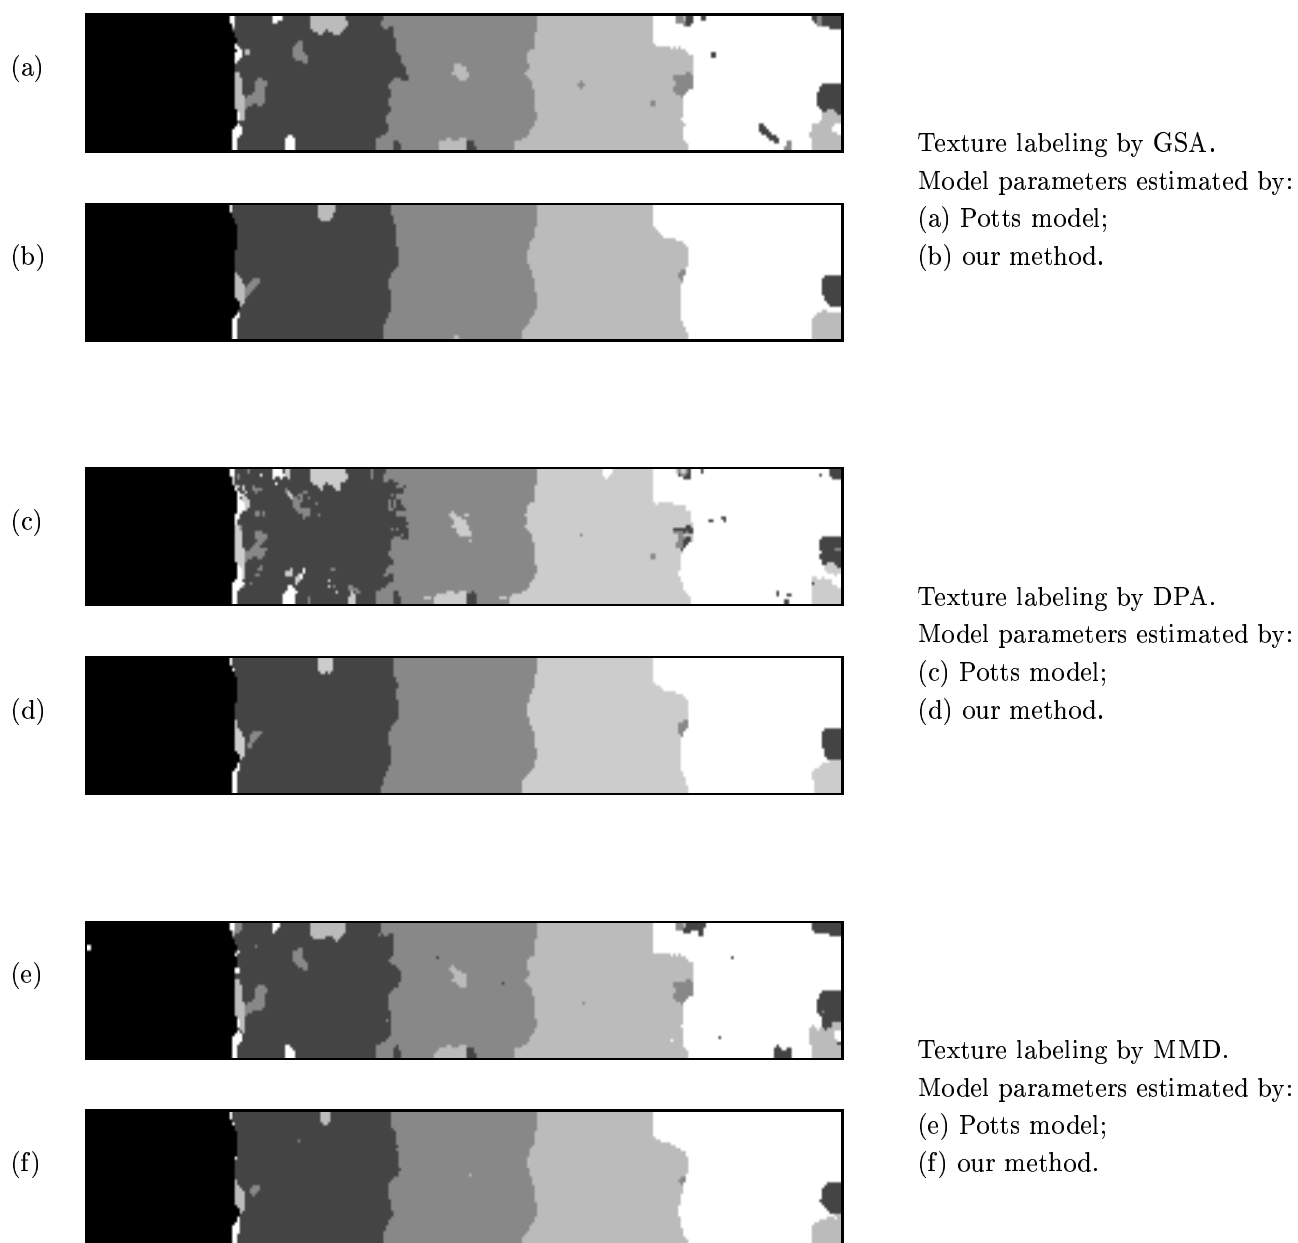 (a)
Texture labeling by GSA.
Model parameters estimated by:
(a) Potts model;
(b) our method.
(b)
(c)
Texture labeling by DPA.
Model parameters estimated by:
(c) Potts model;
(d) our method.
(d)
(e)
Texture labeling by MMD.
Model parameters estimated by:
(e) Potts model;
(f) our method.
(f)